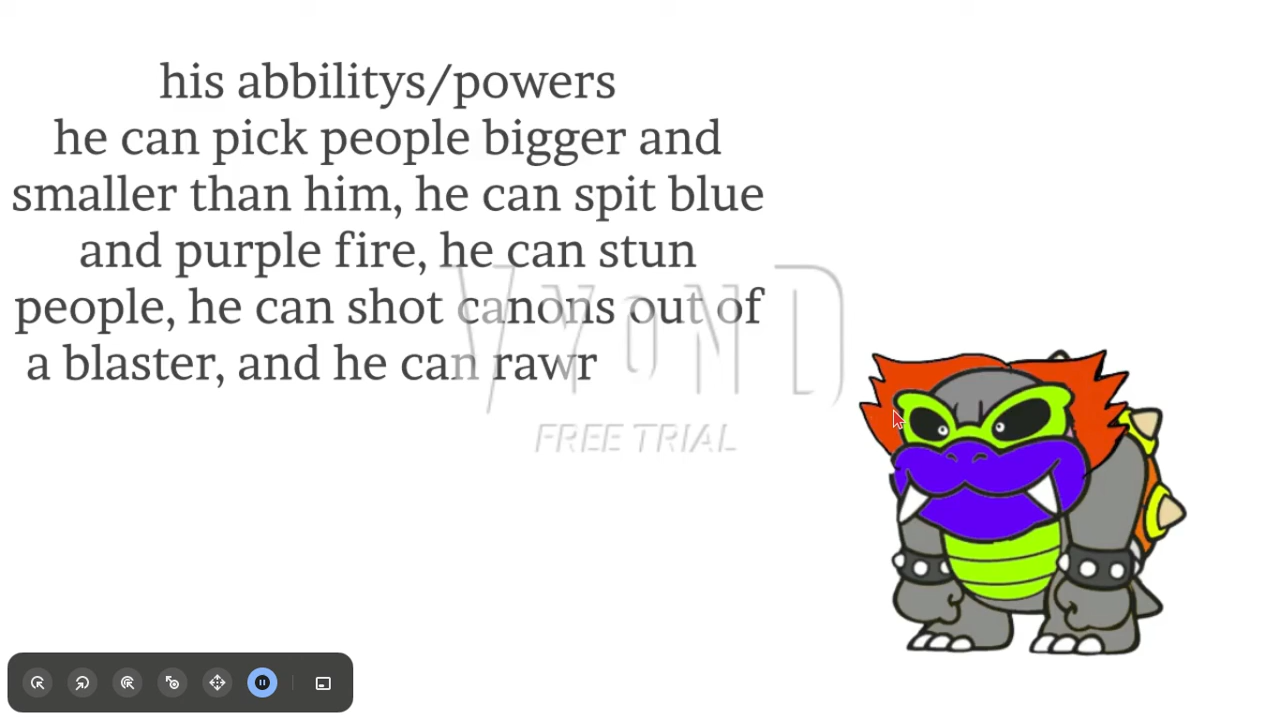 his abbilitys/powers
he can pick people bigger and
smaller than him, he can spit blue
and purple fire, he can stun
people, he can shot canons out of
a blaster, and he can rawr
VYOND
FREE TRIAL